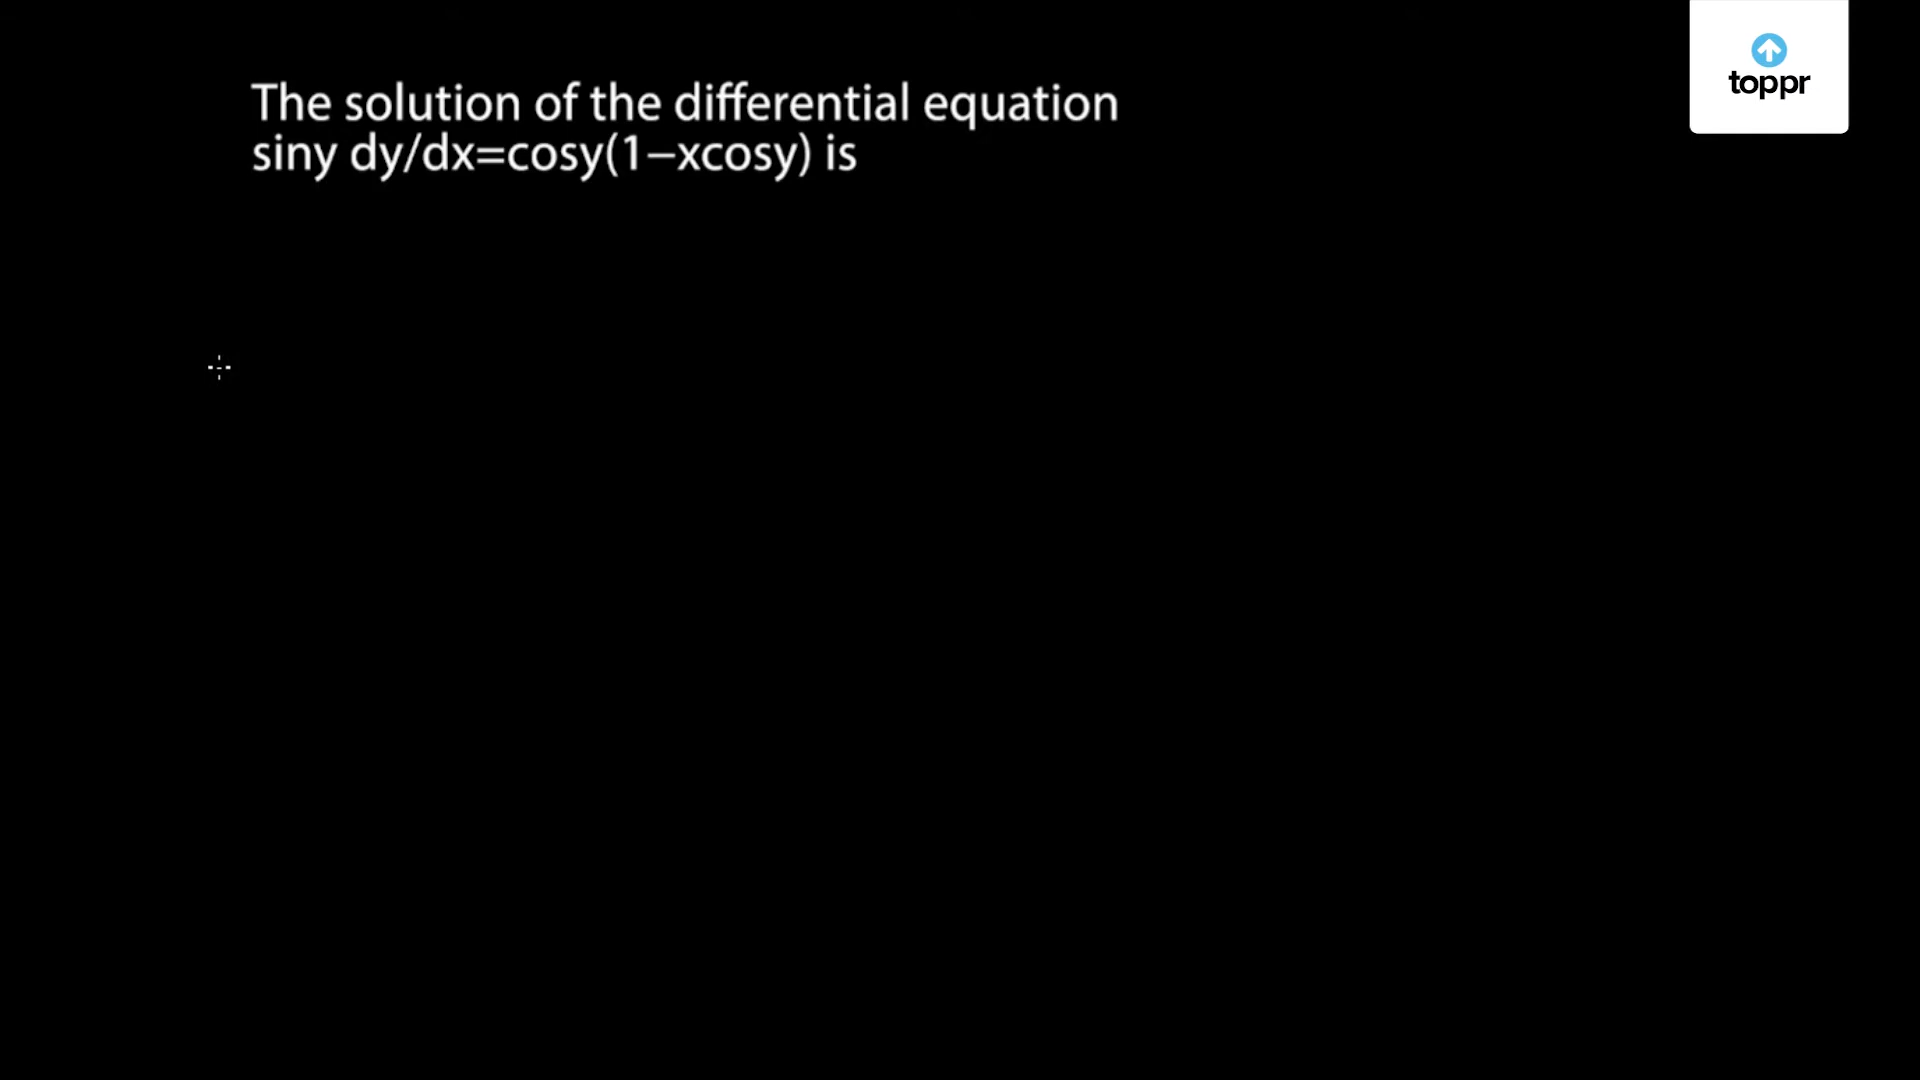 The solution of the differential equation
siny dy/dx=cosy(1−xcosy) is
toppr